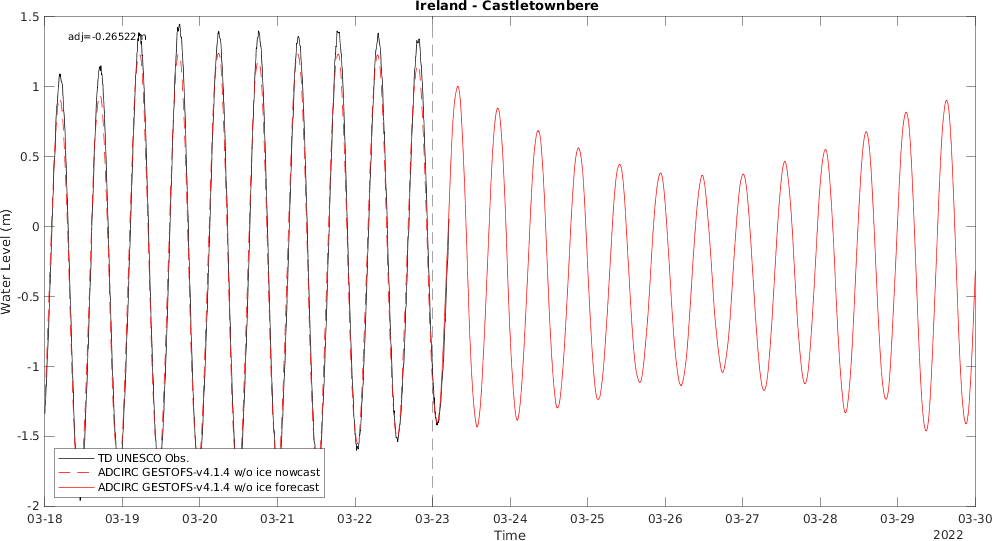 Ireland - Castletownbere
adj=-0.26522m
Water Level (m)
1.5
1
0.5
0
-0.5
-1
-1.5
-2
TD UNESCO Obs.
ADCIRC GESTOFS-v4.1.4 w/o ice nowcast
ADCIRC GESTOFS-v4.1.4 w/o ice forecast
03-18 03-19 03-20 03-21 03-22 03-23 03-24 03-25 03-26 03-27 03-28 03-29 03-30
Time
2022